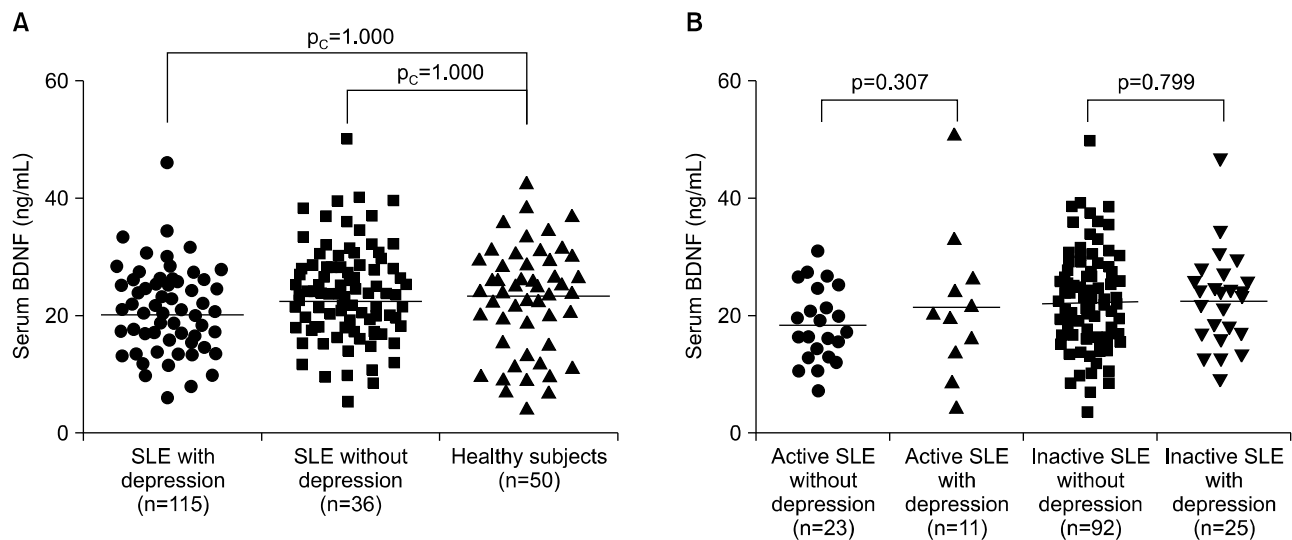 A
p_C=1.000
p_C=1.000
60
40
20
0
Serum BDNF (ng/mL)
SLE with
depression
(n=115)
SLE without
depression
(n=36)
Healthy subjects
(n=50)
B
p=0.307
p=0.799
60
40
20
0
Serum BDNF (ng/mL)
Active SLE
without
depression
(n=23)
Active SLE
with
depression
(n=11)
Inactive SLE
without
depression
(n=92)
Inactive SLE
with
depression
(n=25)